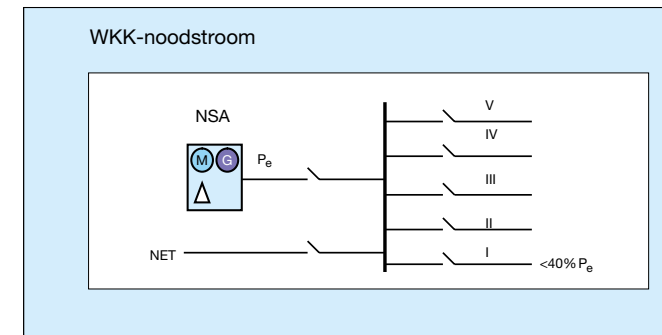 WKK-noodstroom
V
NSA
IV
M G Pe
III
II
NET
I
<40% Pe